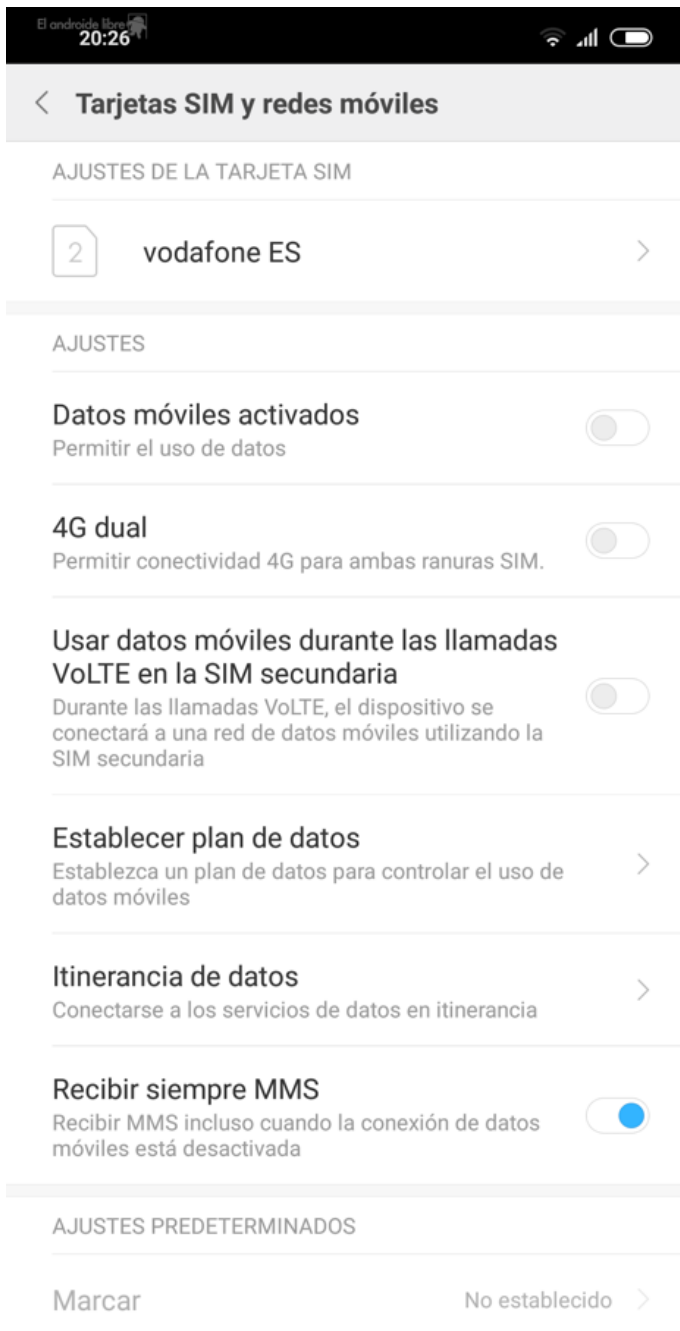 El androide libre
20:26
Tarjetas SIM y redes móviles
AJUSTES DE LA TARJETA SIM
2 vodafone ES
AJUSTES
Datos móviles activados
Permitir el uso de datos
4G dual
Permitir conectividad 4G para ambas ranuras SIM.
Usar datos móviles durante las llamadas
VoLTE en la SIM secundaria
Durante las llamadas VoLTE, el dispositivo se
conectará a una red de datos móviles utilizando la
SIM secundaria
Establecer plan de datos
Establezca un plan de datos para controlar el uso de
datos móviles
Itinerancia de datos
Conectarse a los servicios de datos en itinerancia
Recibir siempre MMS
Recibir MMS incluso cuando la conexión de datos
móviles está desactivada
AJUSTES PREDETERMINADOS
Marcar No establecido